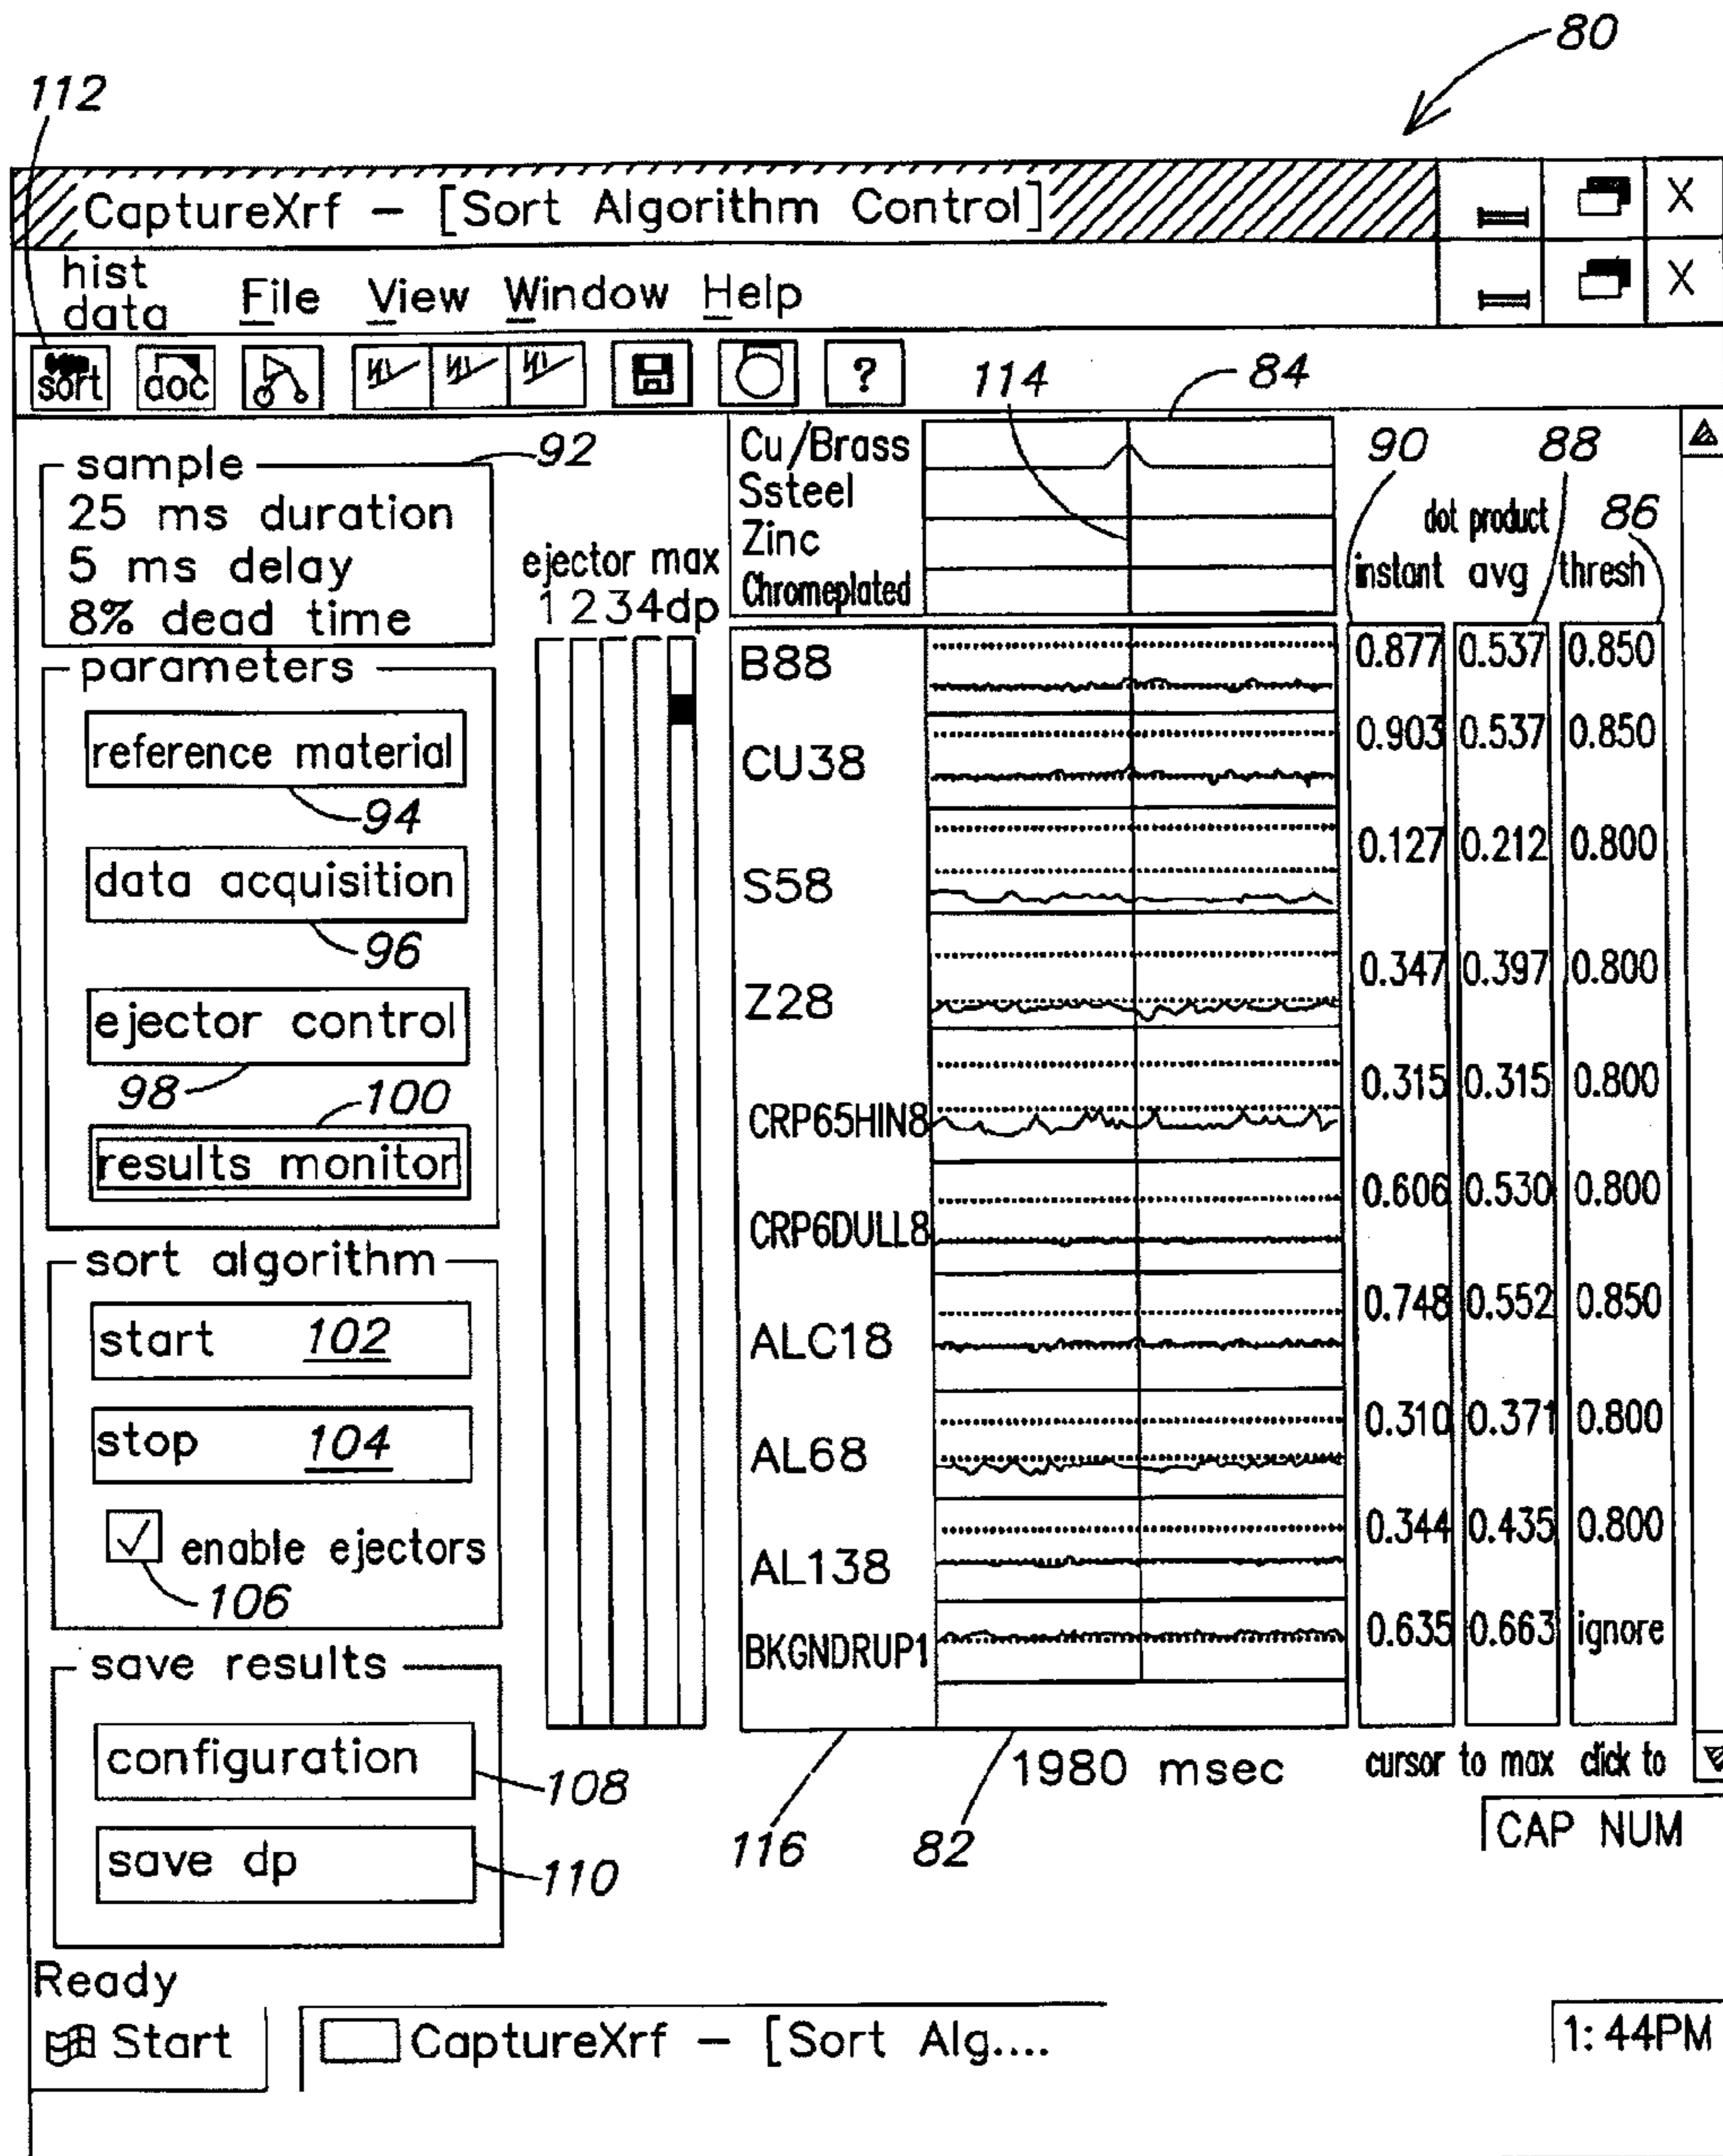 80
112
CaptureXrf – [Sort Algorithm Control]
X
hist data File View Window Help
X
sort doc ?
114 84
sample 92
25 ms duration
5 ms delay
8% dead time
ejector max
1 2 3 4 dp
Cu/Brass
Ssteel
Zinc
Chromeplated
90 88
dot product 86
instant avg thresh
parameters
reference material
94
data acquisition
96
ejector control
98
100
results monitor
B88 0.877 0.537 0.850
CU38 0.903 0.537 0.850
S58 0.127 0.212 0.800
Z28 0.347 0.397 0.800
CRP65HIN8 0.315 0.315 0.800
CRP6DULL8 0.606 0.530 0.800
ALC18 0.748 0.552 0.850
AL68 0.310 0.371 0.800
AL138 0.344 0.435 0.800
BKGNDRUP1 0.635 0.663 ignore
sort algorithm
start 102
stop 104
enable ejectors
106
save results
configuration
108
save dp
110
1980 msec cursor to max click to
116 82
CAP NUM
Ready
Start CaptureXrf – [Sort Alg.... 1:44PM